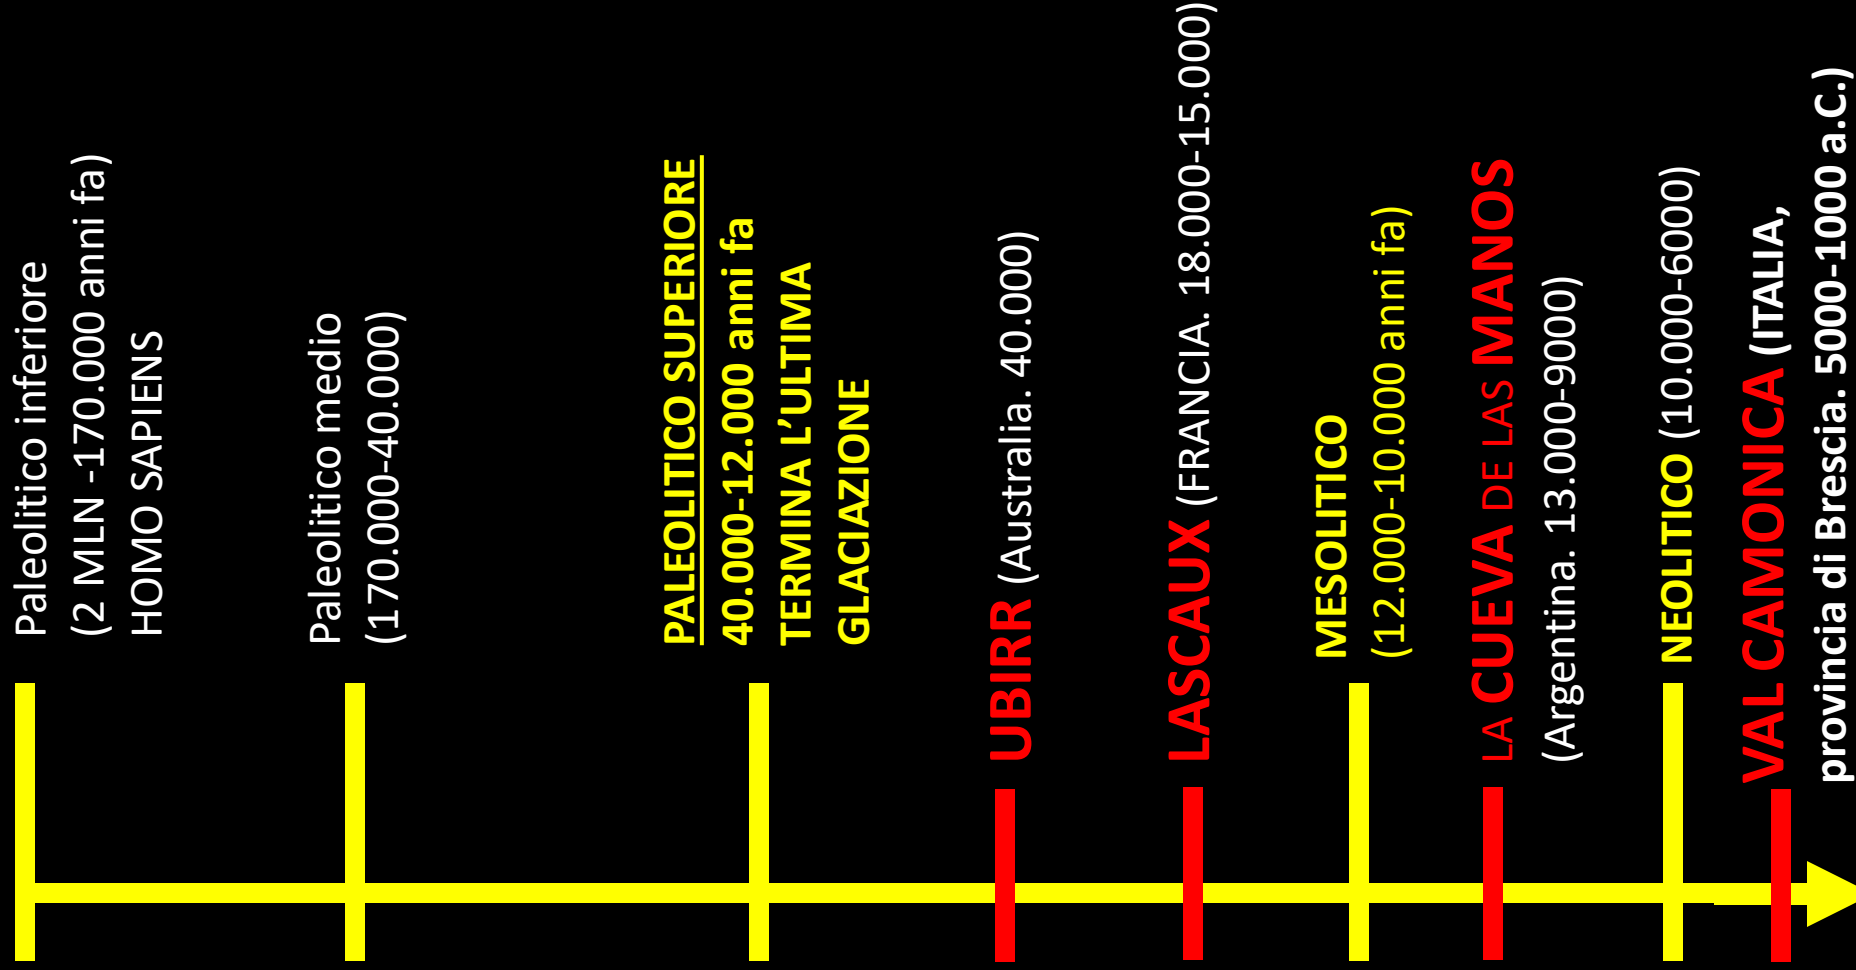 Paleolitico inferiore
(2 MLN -170.000 anni fa)
HOMO SAPIENS
Paleolitico medio
(170.000-40.000)
PALEOLITICO SUPERIORE
40.000-12.000 anni fa
TERMINA L'ULTIMA
GLACIAZIONE
UBIRR (Australia. 40.000)
LASCAUX (FRANCIA. 18.000-15.000)
MESOLITICO
(12.000-10.000 anni fa)
LA CUEVA DE LAS MANOS
(Argentina. 13.000-9000)
NEOLITICO (10.000-6000)
VAL CAMONICA (ITALIA,
provincia di Brescia. 5000-1000 a.C.)